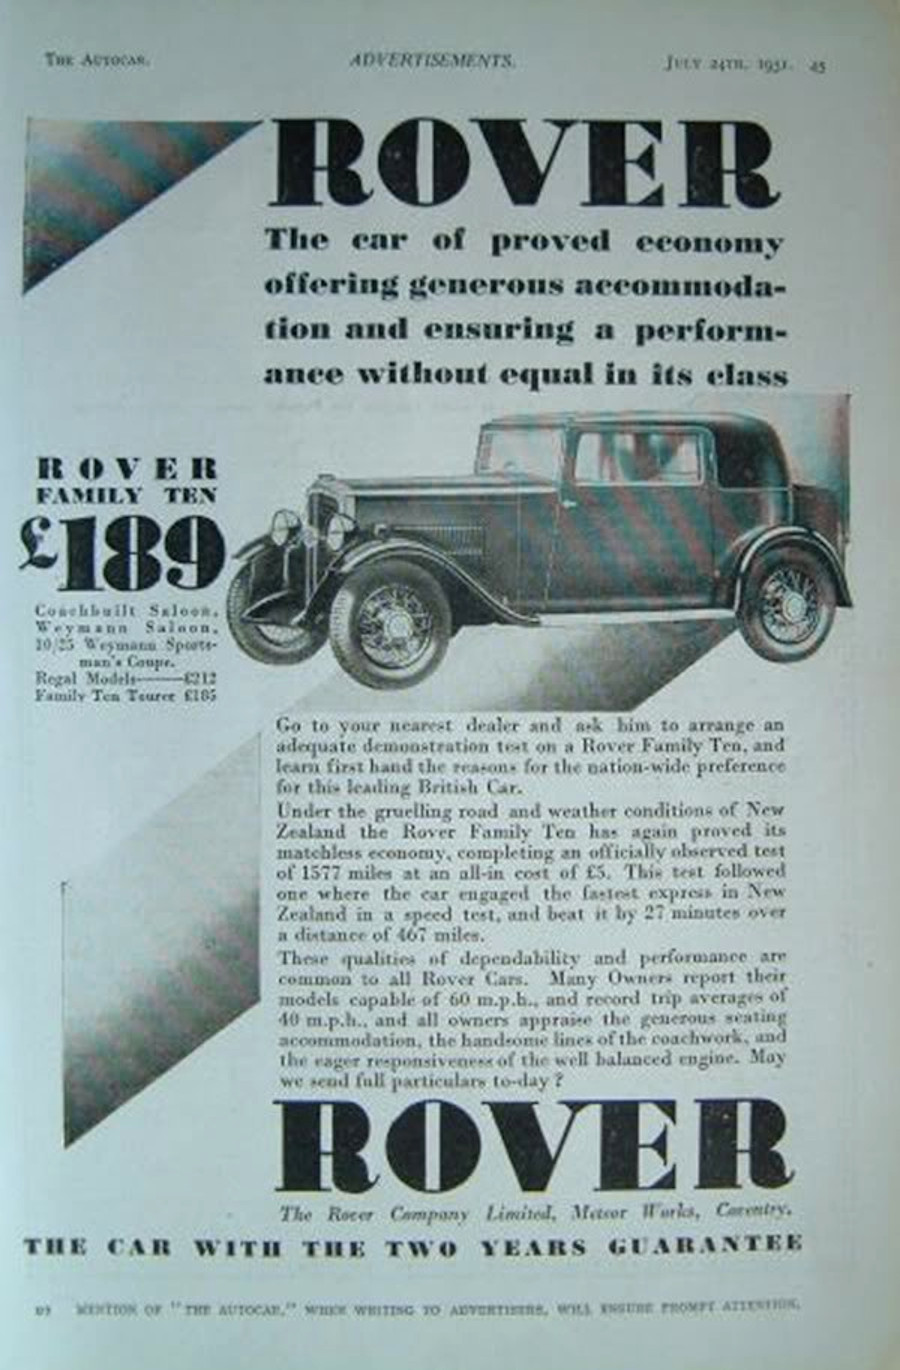 THE AUTOCAR.
ADVERTISEMENTS.
JULY 24TH, 1931. 45
ROVER
The car of proved economy
offering generous accommoda-
tion and ensuring a perform-
ance without equal in its class
ROVER
FAMILY TEN
£189
Coachbuilt Saloon,
Weymann Saloon,
10/25 Weymann Sports-
man's Coupe.
Regal Models——£212
Family Ten Tourer £185
Go to your nearest dealer and ask him to arrange an
adequate demonstration test on a Rover Family Ten, and
learn first hand the reasons for the nation-wide preference
for this leading British Car.
Under the gruelling road and weather conditions of New
Zealand the Rover Family Ten has again proved its
matchless economy, completing an officially observed test
of 1577 miles at an all-in cost of £5. This test followed
one where the car engaged the fastest express in New
Zealand in a speed test, and beat it by 27 minutes over
a distance of 467 miles.
These qualities of dependability and performance are
common to all Rover Cars. Many Owners report their
models capable of 60 m.p.h., and record trip averages of
40 m.p.h., and all owners appraise the generous seating
accommodation, the handsome lines of the coachwork, and
the eager responsiveness of the well balanced engine. May
we send full particulars to-day ?
ROVER
The Rover Company Limited, Meteor Works, Coventry.
THE CAR WITH THE TWO YEARS GUARANTEE
MENTION OF "THE AUTOCAR," WHEN WRITING TO ADVERTISERS, WILL ENSURE PROMPT ATTENTION.